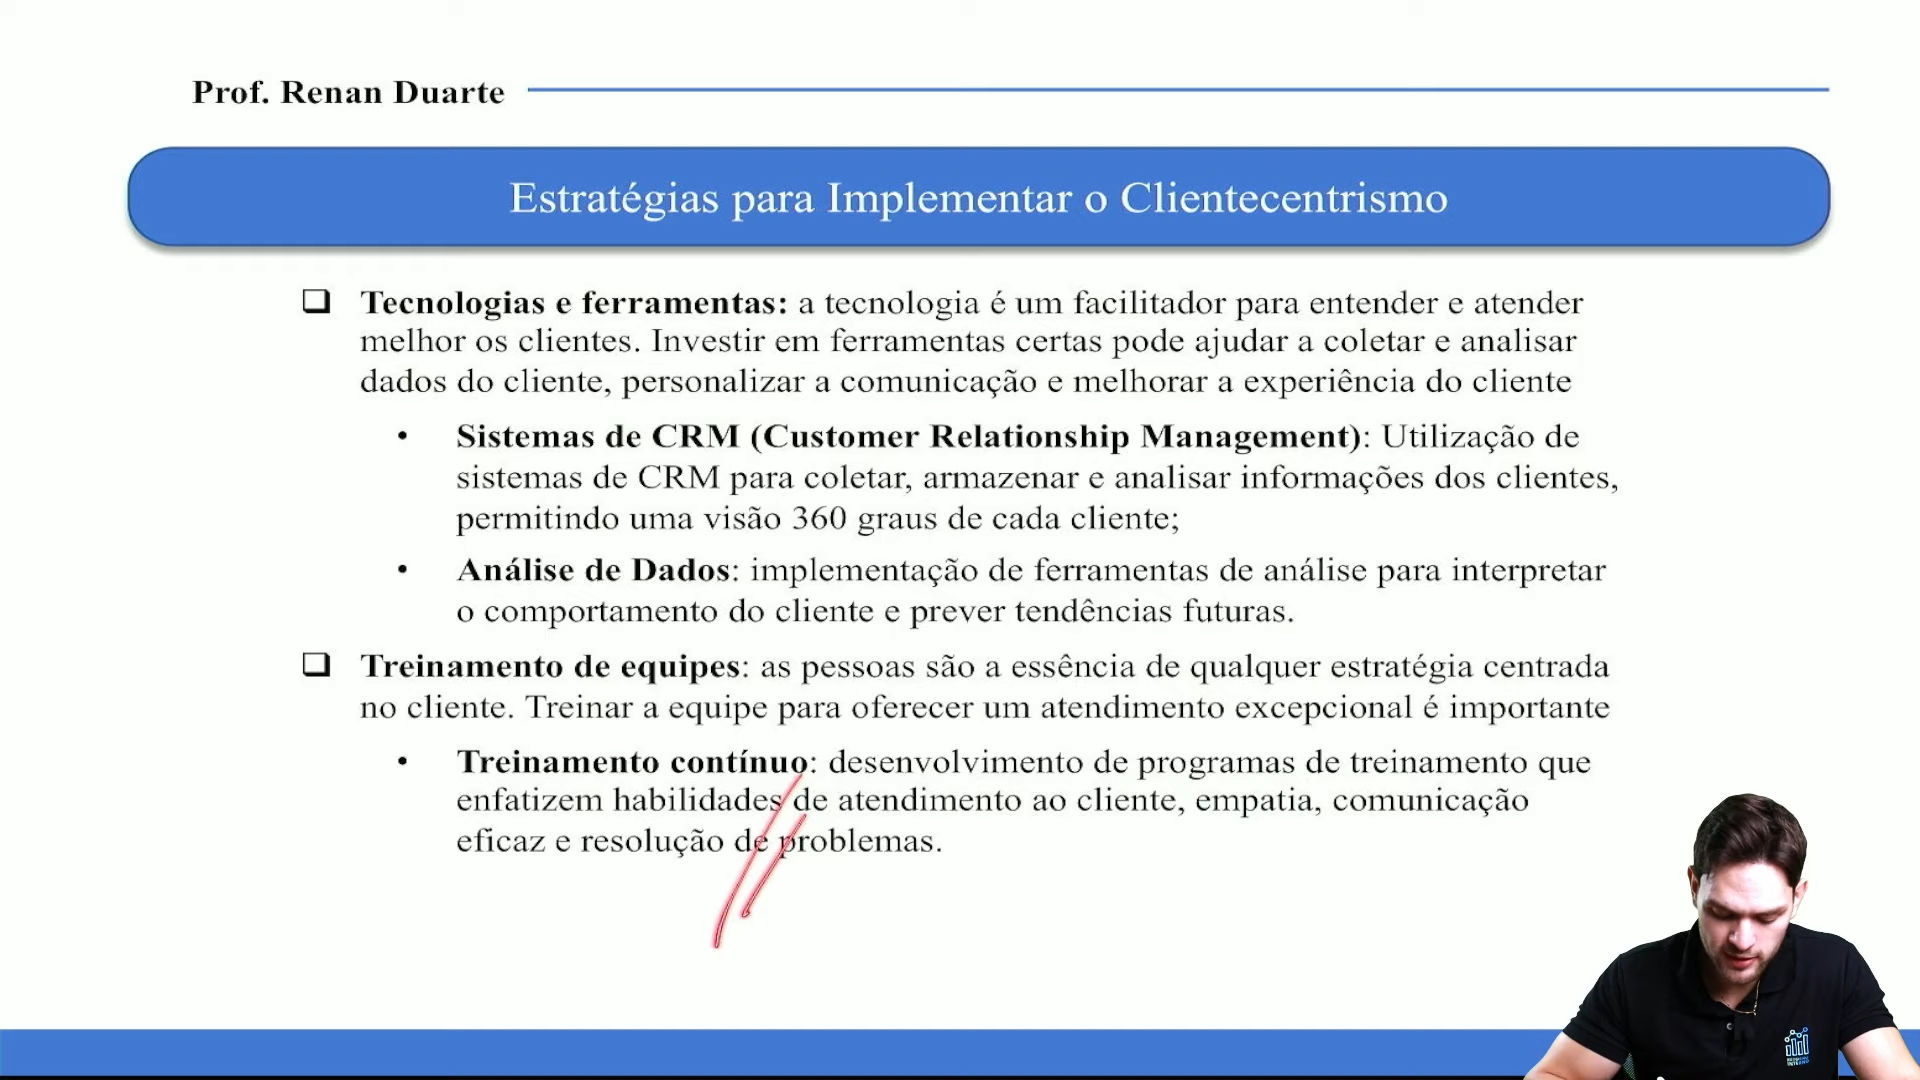 Prof. Renan Duarte
Estratégias para Implementar o Clientecentrismo
❑ Tecnologias e ferramentas: a tecnologia é um facilitador para entender e atender
melhor os clientes. Investir em ferramentas certas pode ajudar a coletar e analisar
dados do cliente, personalizar a comunicação e melhorar a experiência do cliente
• Sistemas de CRM (Customer Relationship Management): Utilização de
sistemas de CRM para coletar, armazenar e analisar informações dos clientes,
permitindo uma visão 360 graus de cada cliente;
• Análise de Dados: implementação de ferramentas de análise para interpretar
o comportamento do cliente e prever tendências futuras.
❑ Treinamento de equipes: as pessoas são a essência de qualquer estratégia centrada
no cliente. Treinar a equipe para oferecer um atendimento excepcional é importante
• Treinamento contínuo: desenvolvimento de programas de treinamento que
enfatizem habilidades de atendimento ao cliente, empatia, comunicação
eficaz e resolução de problemas.